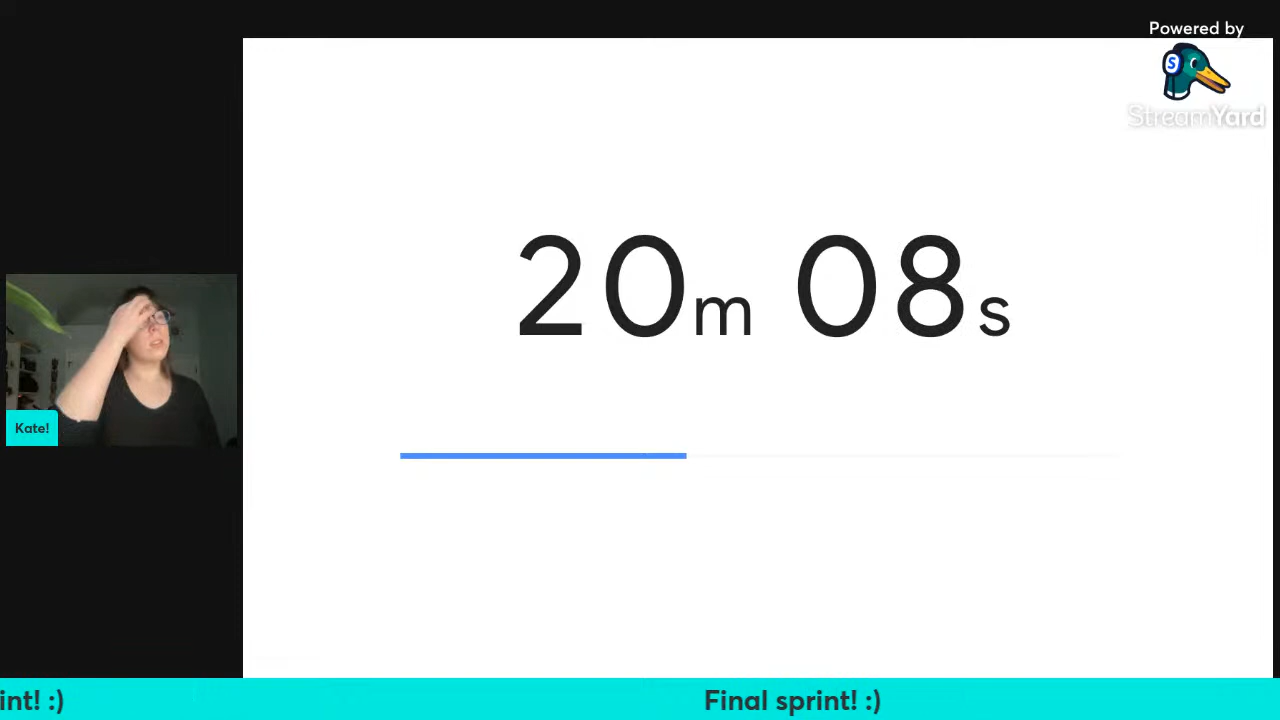 Powered by
S
StreamYard
20m 08s
Kate!
int! :)
Final sprint! :)